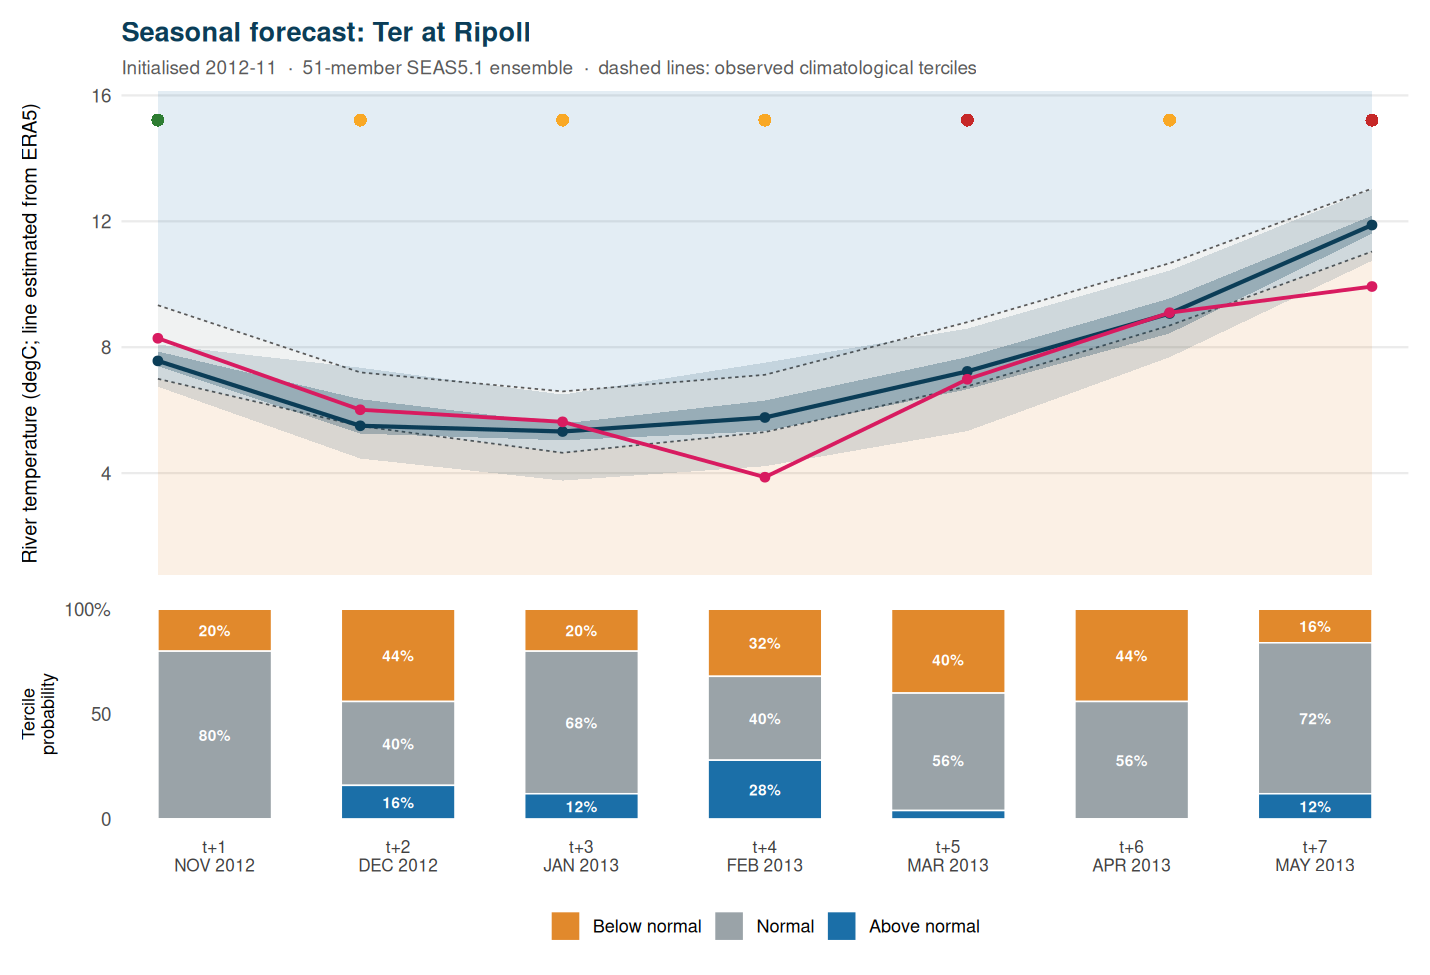 Seasonal forecast: Ter at Ripoll
Initialised 2012-11 · 51-member SEAS5.1 ensemble · dashed lines: observed climatological terciles
River temperature (degC; line estimated from ERA5)
16
12
8
4
Tercile
probability
100%
50
0
20%
80%
44%
40%
16%
20%
68%
12%
32%
40%
28%
40%
56%
44%
56%
16%
72%
12%
t+1
NOV 2012
t+2
DEC 2012
t+3
JAN 2013
t+4
FEB 2013
t+5
MAR 2013
t+6
APR 2013
t+7
MAY 2013
Below normal
Normal
Above normal